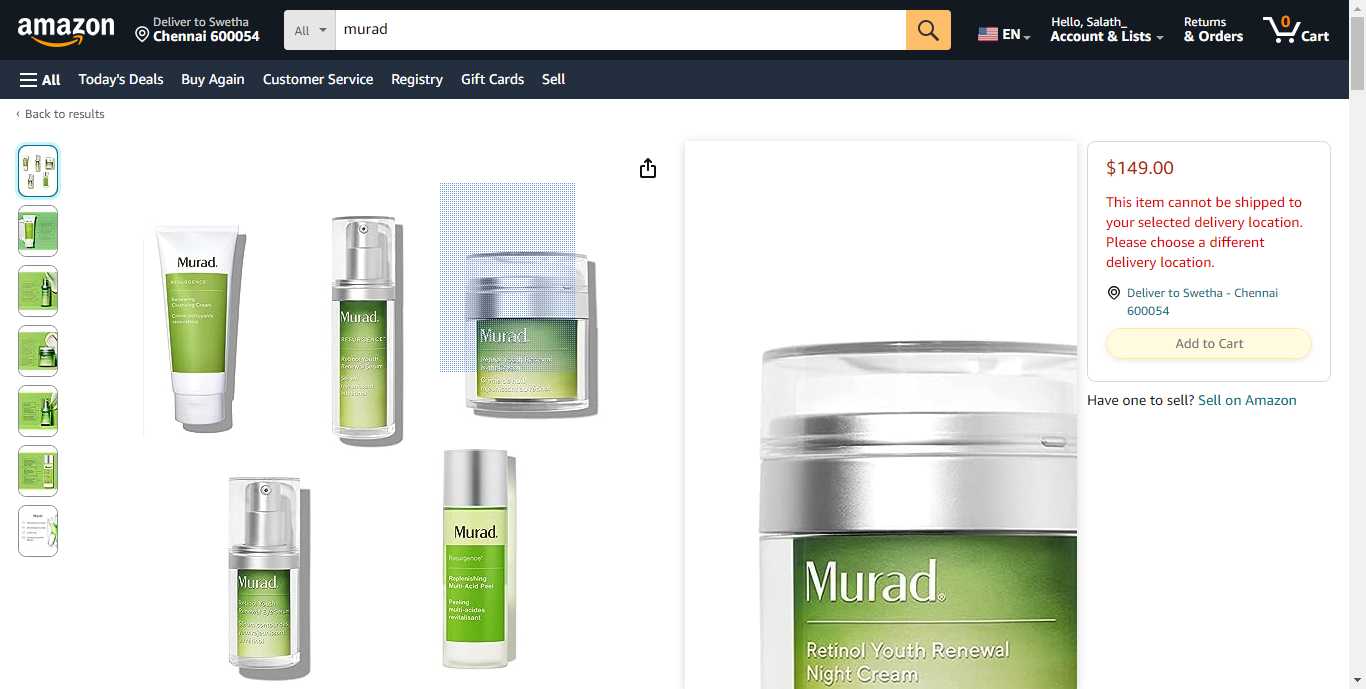 amazon
Deliver to Swetha
Chennai 600054
All
murad
EN
Hello, Salath_
Account & Lists
Returns
& Orders
0
Cart
All
Today's Deals
Buy Again
Customer Service
Registry
Gift Cards
Sell
‹ Back to results
Murad.
RESURGENCE
Renewing
Cleansing Cream
Murad.
RESURGENCE™
Retinol Youth
Renewal Serum
Murad.
Retinol Youth Renewal
Night Cream
Murad.
Retinol Youth
Renewal Eye Serum
Murad.
Resurgence®
Replenishing
Multi-Acid Peel
Peeling
multi-acides
revitalisant
Murad®
Retinol Youth Renewal
Night Cream
$149.00
This item cannot be shipped to
your selected delivery location.
Please choose a different
delivery location.
Deliver to Swetha - Chennai
600054
Add to Cart
Have one to sell? Sell on Amazon